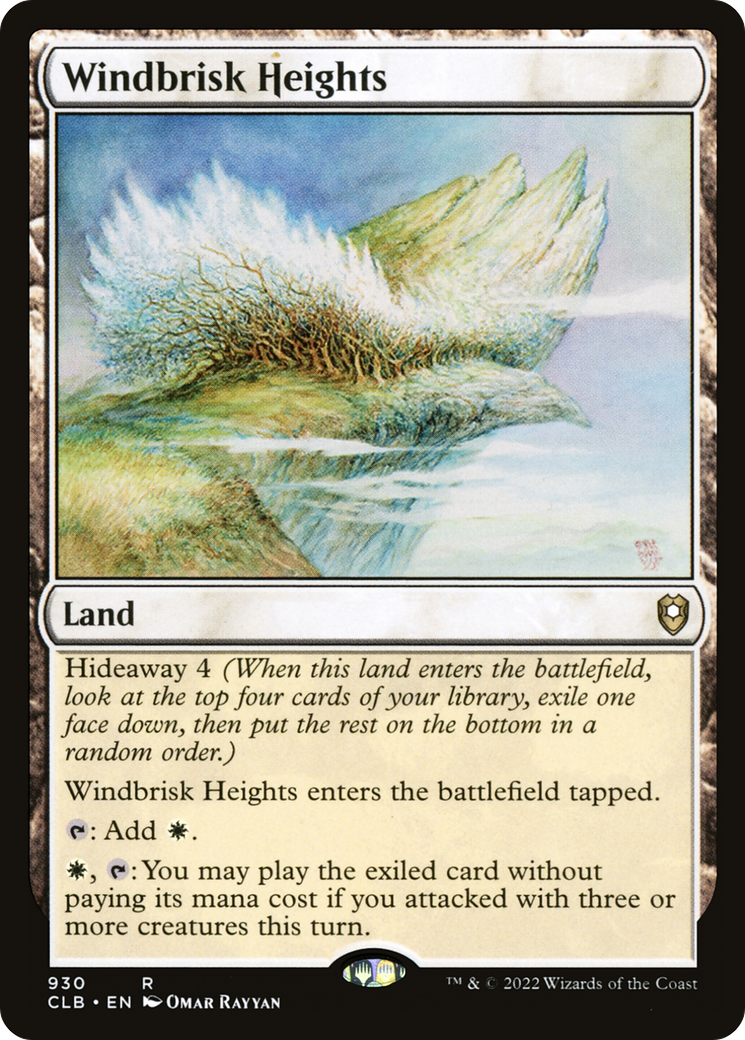 Windbrisk Heights
Land
Hideaway 4 (When this land enters the battlefield,
look at the top four cards of your library, exile one
face down, then put the rest on the bottom in a
random order.)
Windbrisk Heights enters the battlefield tapped.
: Add .
, : You may play the exiled card without
paying its mana cost if you attacked with three or
more creatures this turn.
930 R
CLB • EN Omar Rayyan
™ & © 2022 Wizards of the Coast